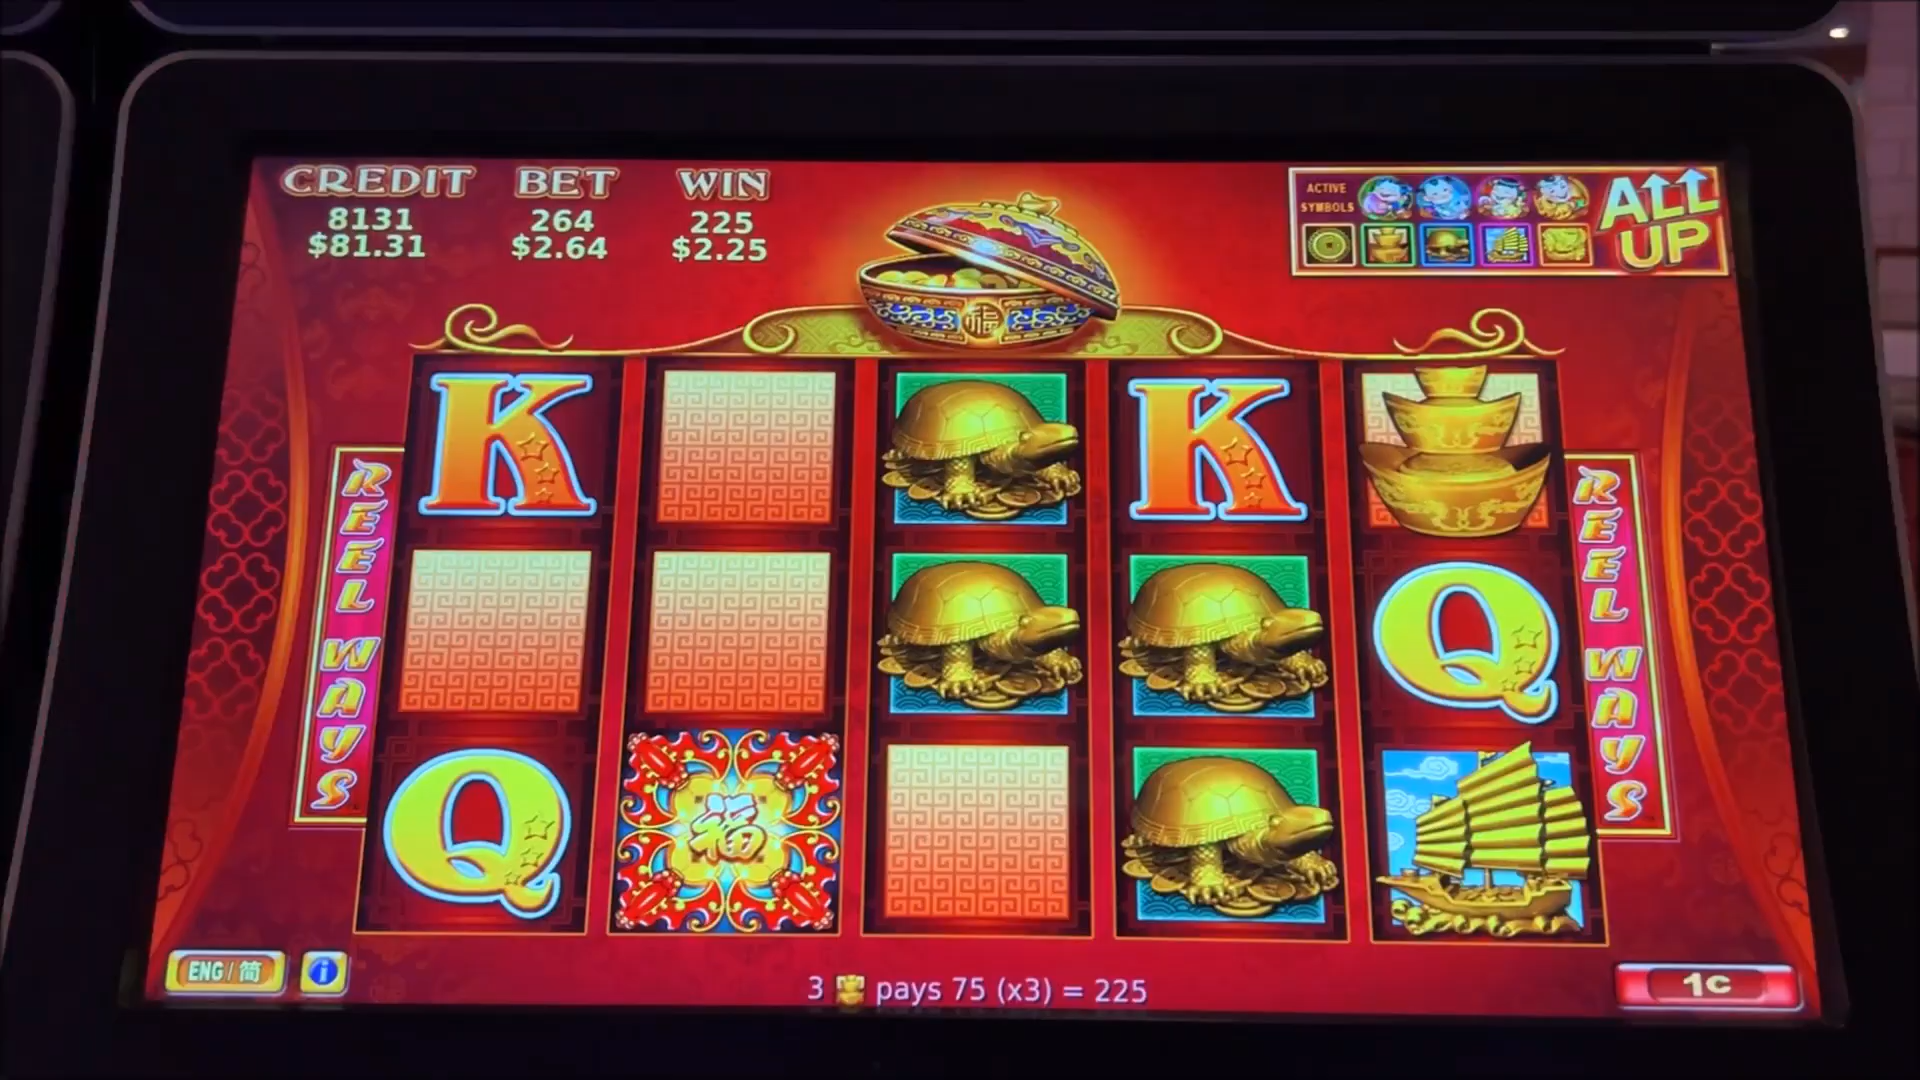 CREDIT BET WIN
8131 264 225
$81.31 $2.64 $2.25
ACTIVE
SYMBOLS
ALL
UP
福
K K
REEL WAYS
REEL WAYS
Q
Q
福
ENG/简 i
3 pays 75 (x3) = 225
1C